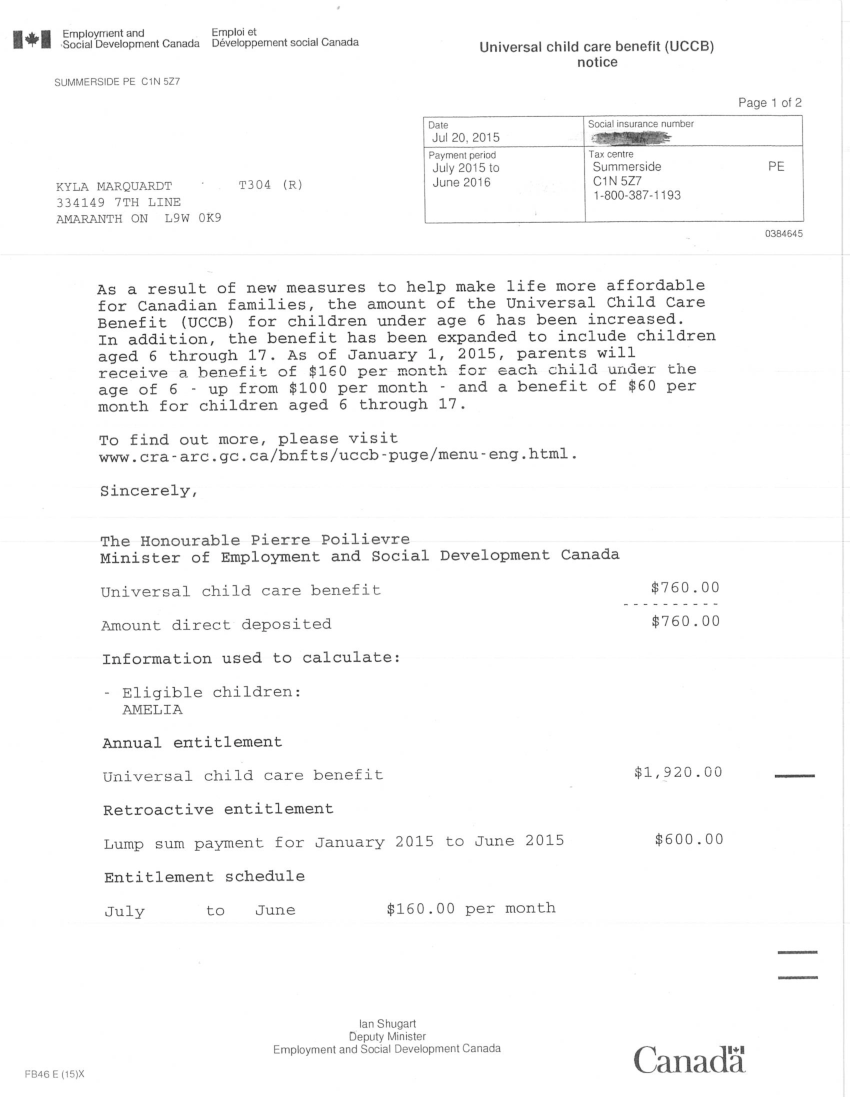 Employment and Emploi et
Social Development Canada Développement social Canada
Universal child care benefit (UCCB)
notice
SUMMERSIDE PE C1N 5Z7
Page 1 of 2
Date
Jul 20, 2015
Social insurance number
Payment period
July 2015 to
June 2016
Tax centre
Summerside PE
C1N 5Z7
1-800-387-1193
KYLA MARQUARDT T304 (R)
334149 7TH LINE
AMARANTH ON L9W 0K9
0384645
As a result of new measures to help make life more affordable
for Canadian families, the amount of the Universal Child Care
Benefit (UCCB) for children under age 6 has been increased.
In addition, the benefit has been expanded to include children
aged 6 through 17. As of January 1, 2015, parents will
receive a benefit of $160 per month for each child under the
age of 6 - up from $100 per month - and a benefit of $60 per
month for children aged 6 through 17.
To find out more, please visit
www.cra-arc.gc.ca/bnfts/uccb-puge/menu-eng.html.
Sincerely,
The Honourable Pierre Poilievre
Minister of Employment and Social Development Canada
Universal child care benefit $760.00
----------
Amount direct deposited $760.00
Information used to calculate:
- Eligible children:
AMELIA
Annual entitlement
Universal child care benefit $1,920.00
Retroactive entitlement
Lump sum payment for January 2015 to June 2015 $600.00
Entitlement schedule
July to June $160.00 per month
Ian Shugart
Deputy Minister
Employment and Social Development Canada
Canada
FB46 E (15)X